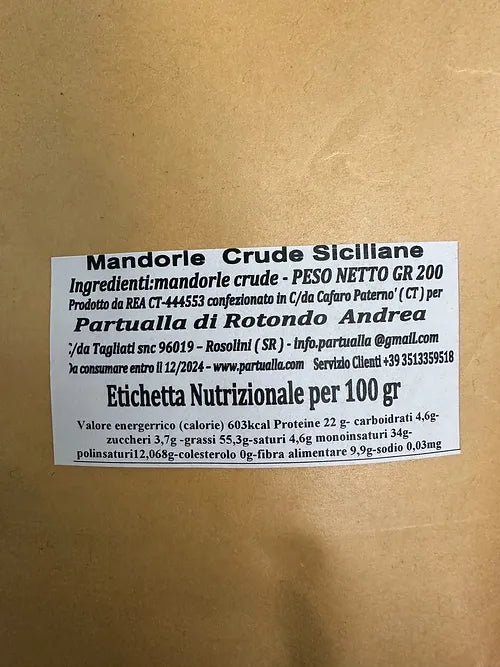 Mandorle Crude Siciliane
Ingredienti:mandorle crude - PESO NETTO GR 200
Prodotto da REA CT-444553 confezionato in C/da Cafaro Paterno' ( CT ) per
Partualla di Rotondo Andrea
C/da Tagliati snc 96019 – Rosolini ( SR ) - info.partualla @gmail.com
Da consumare entro il 12/2024 - www.partualla.com Servizio Clienti +39 3513359518
Etichetta Nutrizionale per 100 gr
Valore energerrico (calorie) 603kcal Proteine 22 g- carboidrati 4,6g-
zuccheri 3,7g -grassi 55,3g-saturi 4,6g monoinsaturi 34g-
polinsaturi12,068g-colesterolo 0g-fibra alimentare 9,9g-sodio 0,03mg